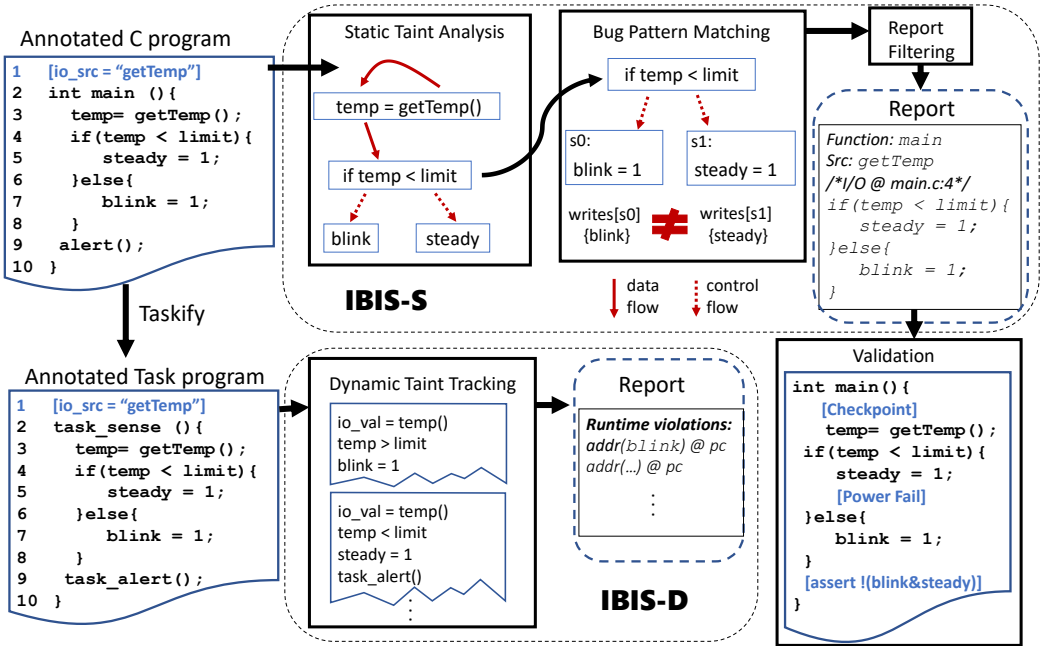 Annotated C program
1 [io_src = “getTemp”]
2 int main (){
3 temp= getTemp();
4 if(temp < limit){
5 steady = 1;
6 }else{
7 blink = 1;
8 }
9 alert();
10 }
Taskify
Static Taint Analysis
temp = getTemp()
if temp < limit
blink
steady
IBIS-S
Bug Pattern Matching
if temp < limit
s0:
blink = 1
s1:
steady = 1
writes[s0]
{blink}
≠
writes[s1]
{steady}
data
flow
control
flow
Report
Filtering
Report
Function: main
Src: getTemp
/*I/O @ main.c:4*/
if(temp < limit){
steady = 1;
}else{
blink = 1;
}
Annotated Task program
1 [io_src = “getTemp”]
2 task_sense (){
3 temp= getTemp();
4 if(temp < limit){
5 steady = 1;
6 }else{
7 blink = 1;
8 }
9 task_alert();
10 }
Dynamic Taint Tracking
io_val = temp()
temp > limit
blink = 1
io_val = temp()
temp < limit
steady = 1
task_alert()
⋮
Report
Runtime violations:
addr(blink) @ pc
addr(...) @ pc
⋮
IBIS-D
Validation
int main(){
[Checkpoint]
temp= getTemp();
if(temp < limit){
steady = 1;
[Power Fail]
}else{
blink = 1;
}
[assert !(blink&steady)]
}